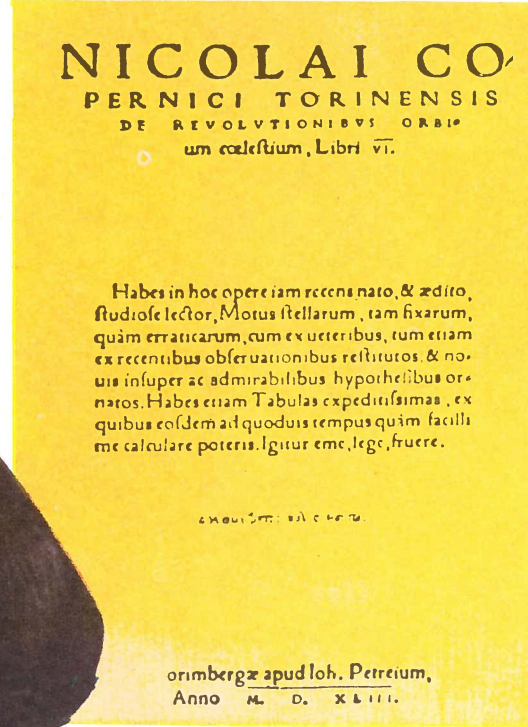 NICOLAI CO
PERNICI TORINENSIS
DE REVOLVTIONIBVS ORBI-
um cœleſtium, Libri VI.
Habes in hoc opere iam recens nato, & ædito,
ſtudioſe lector, Motus ſtellarum, tam fixarum,
quàm erraticarum, cum ex ueteribus, tum etiam
ex recentibus obſeruationibus reſtitutos: & no-
uis inſuper ac admirabilibus hypotheſibus or-
natos. Habes etiam Tabulas expeditiſsimas, ex
quibus eoſdem ad quoduis tempus quàm facilli
me calculare poteris. Igitur eme, lege, fruere.
orimbergæ apud Ioh. Petreium,
Anno M. D. XLIII.